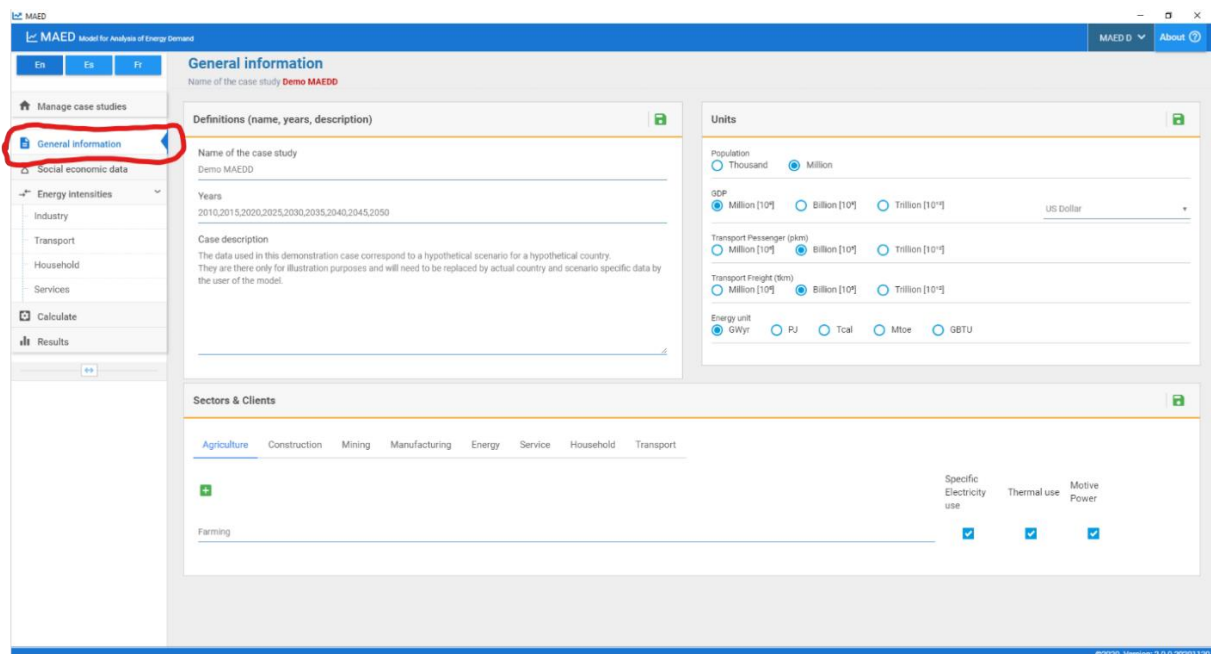 MAED
MAED Model for Analysis of Energy Demand
MAED D
About
En Es Fr
General information
Name of the case study Demo MAEDD
Manage case studies
General information
Social economic data
Energy intensities
Industry
Transport
Household
Services
Calculate
Results
Definitions (name, years, description)
Name of the case study
Demo MAEDD
Years
2010,2015,2020,2025,2030,2035,2040,2045,2050
Case description
The data used in this demonstration case correspond to a hypothetical scenario for a hypothetical country.
They are there only for illustration purposes and will need to be replaced by actual country and scenario specific data by
the user of the model.
Units
Population
Thousand Million
GDP
Million [10⁶] Billion [10⁹] Trillion [10¹²] US Dollar
Transport Pessenger (pkm)
Million [10⁶] Billion [10⁹] Trillion [10¹²]
Transport Freight (tkm)
Million [10⁶] Billion [10⁹] Trillion [10¹²]
Energy unit
GWyr PJ Tcal Mtoe GBTU
Sectors & Clients
Agriculture Construction Mining Manufacturing Energy Service Household Transport
Specific
Electricity
use
Thermal use
Motive
Power
Farming